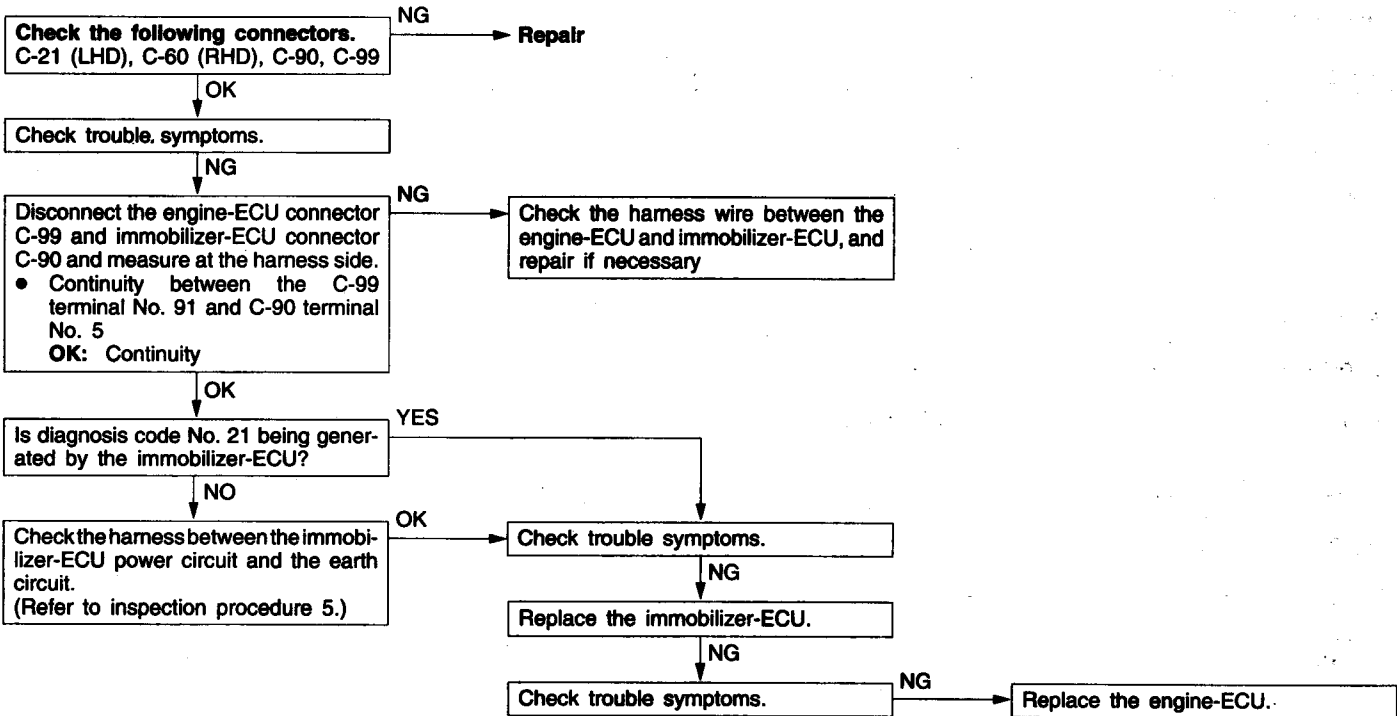 NG
Check the following connectors.
C-21 (LHD), C-60 (RHD), C-90, C-99
Repair
OK
Check trouble. symptoms.
NG
NG
Disconnect the engine-ECU connector
C-99 and immobilizer-ECU connector
C-90 and measure at the harness side.
● Continuity between the C-99
terminal No. 91 and C-90 terminal
No. 5
OK: Continuity
Check the harness wire between the
engine-ECU and immobilizer-ECU, and
repair if necessary
OK
YES
Is diagnosis code No. 21 being gener-
ated by the immobilizer-ECU?
NO
OK
Check the harness between the immobi-
lizer-ECU power circuit and the earth
circuit.
(Refer to inspection procedure 5.)
Check trouble symptoms.
NG
Replace the immobilizer-ECU.
NG
Check trouble symptoms.
NG
Replace the engine-ECU.